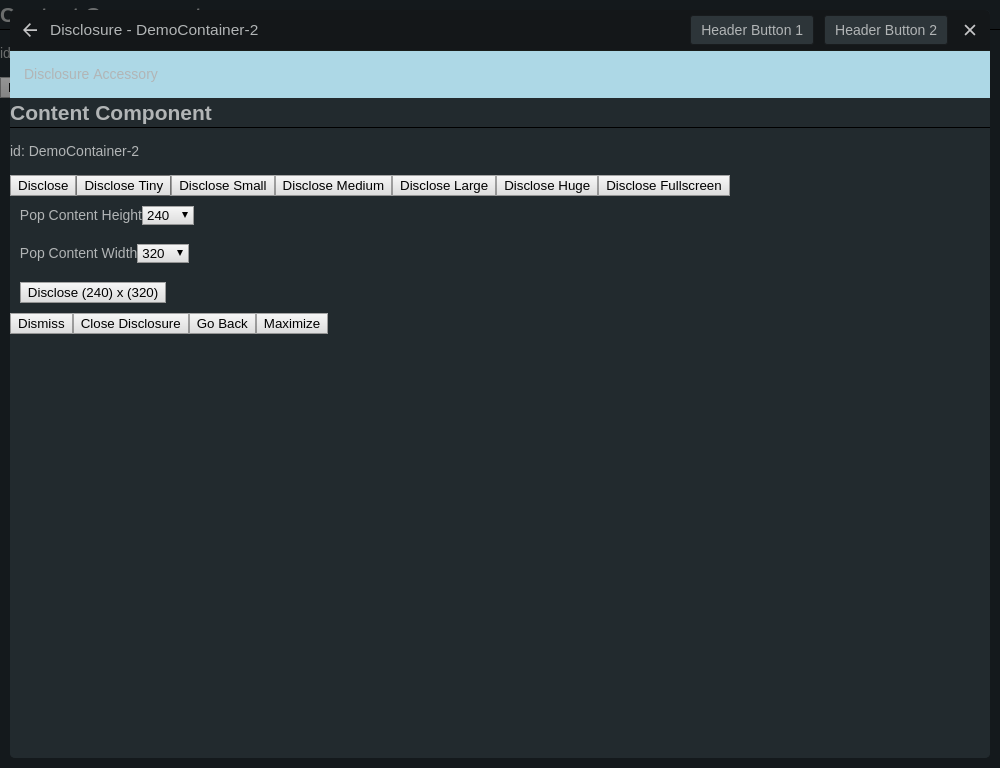 Disclosure - DemoContainer-2 Header Button 1 Header Button 2
Disclosure Accessory
Content Component
id: DemoContainer-2
Disclose Disclose Tiny Disclose Small Disclose Medium Disclose Large Disclose Huge Disclose Fullscreen
Pop Content Height 240
Pop Content Width 320
Disclose (240) x (320)
Dismiss Close Disclosure Go Back Maximize